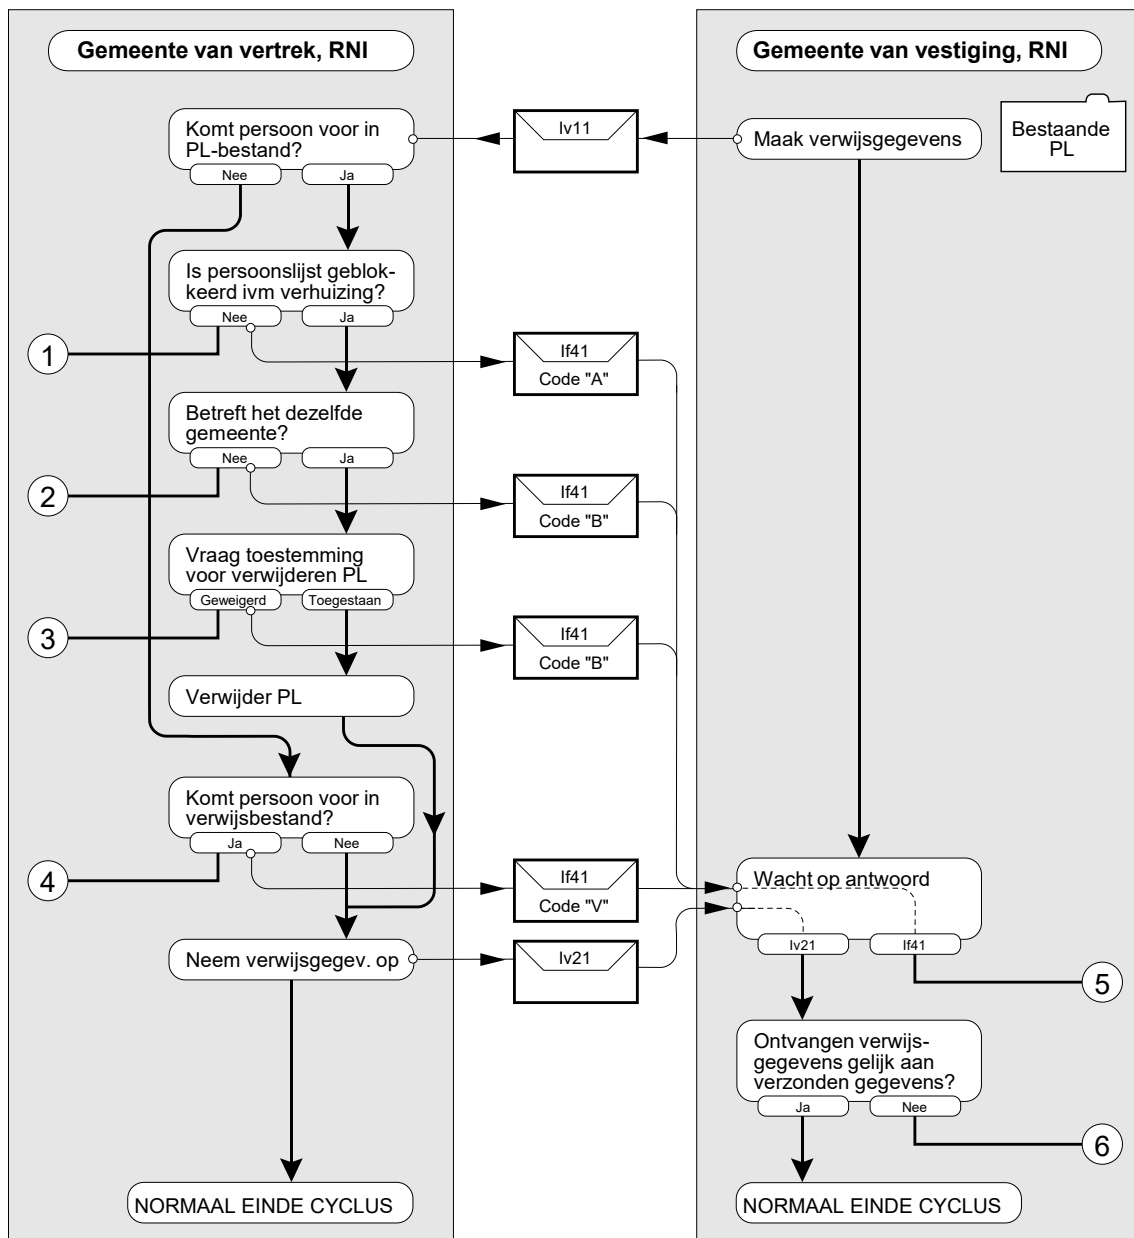 Gemeente van vertrek, RNI
Gemeente van vestiging, RNI
Komt persoon voor in
PL-bestand?
Nee
Ja
Iv11
Maak verwijsgegevens
Bestaande
PL
Is persoonslijst geblok-
keerd ivm verhuizing?
Nee
Ja
1
If41
Code "A"
Betreft het dezelfde
gemeente?
Nee
Ja
2
If41
Code "B"
Vraag toestemming
voor verwijderen PL
Geweigerd
Toegestaan
3
If41
Code "B"
Verwijder PL
Komt persoon voor in
verwijsbestand?
Ja
Nee
4
If41
Code "V"
Wacht op antwoord
Iv21
If41
5
Neem verwijsgegev. op
Iv21
Ontvangen verwijs-
gegevens gelijk aan
verzonden gegevens?
Ja
Nee
6
NORMAAL EINDE CYCLUS
NORMAAL EINDE CYCLUS